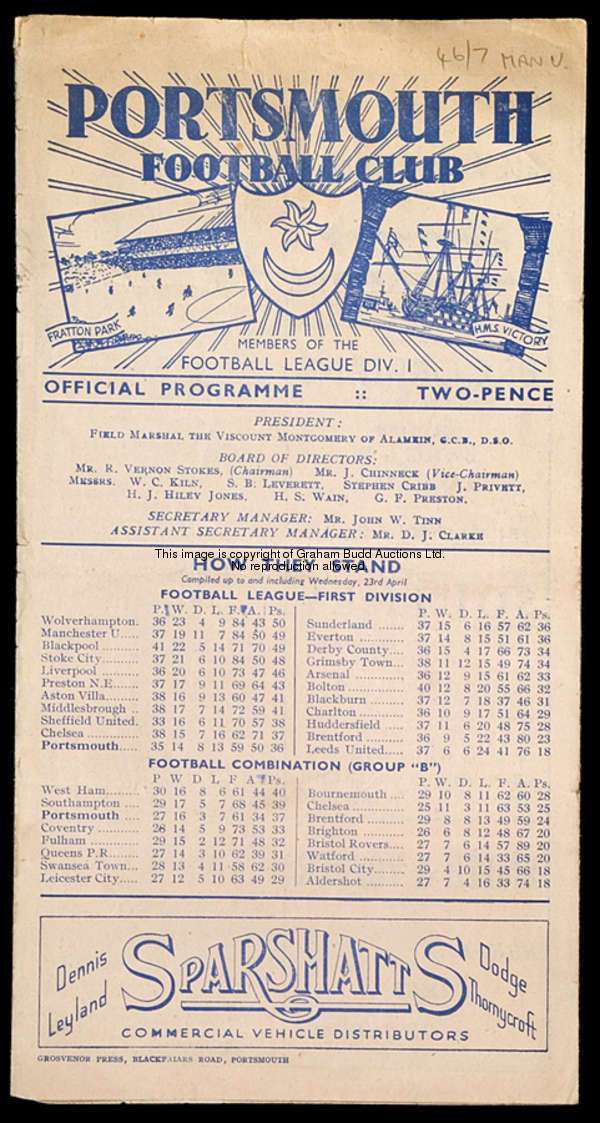 46/7 MAN U.
PORTSMOUTH
FOOTBALL CLUB
FRATTON PARK
H.M.S. VICTORY
MEMBERS OF THE
FOOTBALL LEAGUE DIV. 1
OFFICIAL PROGRAMME :: TWO-PENCE
PRESIDENT:
FIELD MARSHAL THE VISCOUNT MONTGOMERY OF ALAMEIN, G.C.B., D.S.O.
BOARD OF DIRECTORS:
MR. R. VERNON STOKES, (Chairman) MR. J. CHINNECK (Vice-Chairman)
MESSRS. W. C. KILN, S. B. LEVERETT, STEPHEN CRIBB J. PRIVETT,
H. J. HILEY JONES, H. S. WAIN, G. F. PRESTON.
SECRETARY MANAGER: MR. JOHN W. TINN
ASSISTANT SECRETARY MANAGER: MR. D. J. CLARKE
This image is copyright of Graham Budd Auctions Ltd.
No reproduction allowed
HOW THEY STAND
Compiled up to and including Wednesday, 23rd April
FOOTBALL LEAGUE—FIRST DIVISION
P. W. D. L. F. A. Ps.
Wolverhampton. 36 23 4 9 84 43 50
Manchester U..... 37 19 11 7 84 50 49
Blackpool ......... 41 22 5 14 71 70 49
Stoke City......... 37 21 6 10 84 50 48
Liverpool ......... 36 20 6 10 73 47 46
Preston N.E....... 37 17 9 11 69 64 43
Aston Villa........ 38 16 9 13 60 47 41
Middlesbrough .. 38 17 7 14 72 59 41
Sheffield United. 33 16 6 11 70 57 38
Chelsea ............ 38 15 7 16 62 71 37
Portsmouth..... 35 14 8 13 59 50 36
P. W. D. L. F. A. Ps.
Sunderland ...... 37 15 6 16 57 62 36
Everton ........... 37 14 8 15 51 61 36
Derby County.... 36 15 4 17 66 73 34
Grimsby Town... 38 11 12 15 49 74 34
Arsenal ........... 36 12 9 15 61 62 33
Bolton ............. 40 12 8 20 55 66 32
Blackburn ........ 37 12 7 18 37 46 31
Charlton .......... 36 10 9 17 51 64 29
Huddersfield ..... 37 11 6 20 48 75 28
Brentford ......... 36 9 5 22 43 80 23
Leeds United..... 37 6 6 24 41 76 18
FOOTBALL COMBINATION (GROUP "B")
P W D. L F A Ps.
West Ham......... 30 16 8 6 61 44 40
Southampton .... 29 17 5 7 68 45 39
Portsmouth .... 27 16 3 7 61 34 37
Coventry ........... 28 14 5 9 73 53 33
Fulham ............ 29 15 2 12 71 48 32
Queens P.R........ 27 14 3 10 62 39 31
Swansea Town... 28 13 4 11 58 62 30
Leicester City..... 27 12 5 10 63 49 29
P. W. D. L. F. A. Ps.
Bournemouth .... 29 10 8 11 62 60 28
Chelsea ............ 25 11 3 11 63 53 25
Brentford ......... 29 8 8 13 49 59 24
Brighton .......... 26 6 8 12 48 67 20
Bristol Rovers.... 27 7 6 14 57 89 20
Watford ........... 27 7 6 14 33 65 20
Bristol City........ 29 4 10 15 45 66 18
Aldershot ......... 27 7 4 16 33 74 18
Dennis
Leyland
SPARSHATTS
Dodge
Thornycroft
COMMERCIAL VEHICLE DISTRIBUTORS
GROSVENOR PRESS, BLACKFRIARS ROAD, PORTSMOUTH